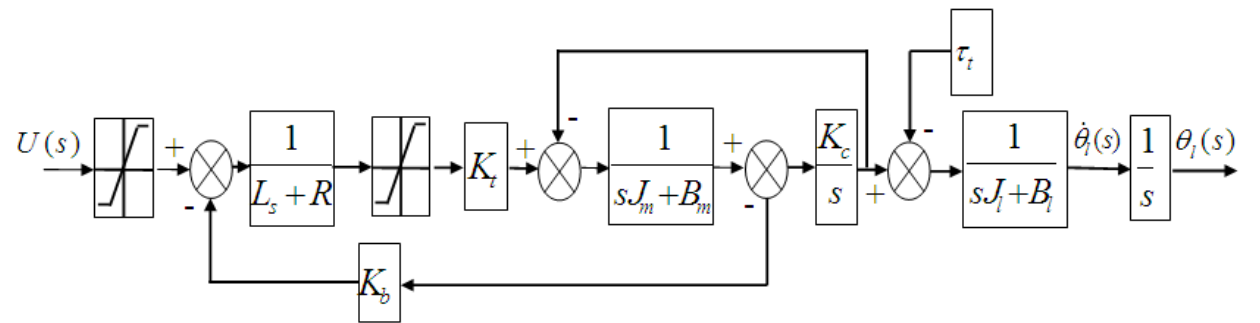 τ_t
U(s)
+
-
1
L_s + R
K_t
+
-
1
sJ_m + B_m
+
-
K_c
s
+
-
1
sJ_l + B_l
θ̇_l(s)
1
s
θ_l(s)
K_b